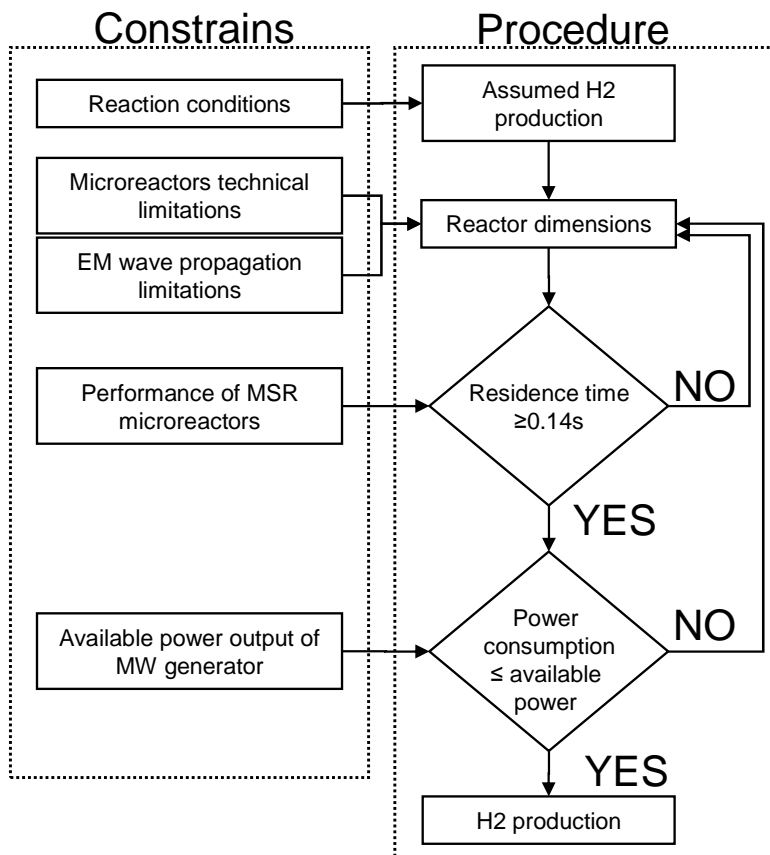 Constrains
Procedure
Reaction conditions
Assumed H2
production
Microreactors technical
limitations
EM wave propagation
limitations
Reactor dimensions
Performance of MSR
microreactors
Residence time
≥0.14s
NO
YES
Available power output of
MW generator
Power
consumption
≤ available
power
NO
YES
H2 production